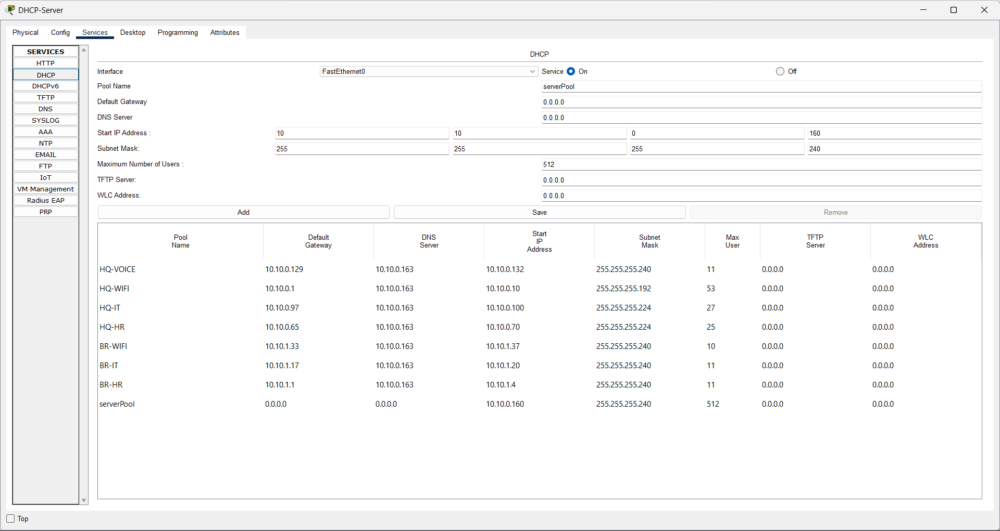 DHCP-Server
Physical Config Services Desktop Programming Attributes
SERVICES
HTTP
DHCP
DHCPv6
TFTP
DNS
SYSLOG
AAA
NTP
EMAIL
FTP
IoT
VM Management
Radius EAP
PRP
DHCP
Interface FastEthernet0 Service On Off
Pool Name serverPool
Default Gateway 0.0.0.0
DNS Server 0.0.0.0
Start IP Address : 10 10 0 160
Subnet Mask: 255 255 255 240
Maximum Number of Users : 512
TFTP Server: 0.0.0.0
WLC Address: 0.0.0.0
Add Save Remove
Pool Name Default Gateway DNS Server Start IP Address Subnet Mask Max User TFTP Server WLC Address
HQ-VOICE 10.10.0.129 10.10.0.163 10.10.0.132 255.255.255.240 11 0.0.0.0 0.0.0.0
HQ-WIFI 10.10.0.1 10.10.0.163 10.10.0.10 255.255.255.192 53 0.0.0.0 0.0.0.0
HQ-IT 10.10.0.97 10.10.0.163 10.10.0.100 255.255.255.224 27 0.0.0.0 0.0.0.0
HQ-HR 10.10.0.65 10.10.0.163 10.10.0.70 255.255.255.224 25 0.0.0.0 0.0.0.0
BR-WIFI 10.10.1.33 10.10.0.163 10.10.1.37 255.255.255.240 10 0.0.0.0 0.0.0.0
BR-IT 10.10.1.17 10.10.0.163 10.10.1.20 255.255.255.240 11 0.0.0.0 0.0.0.0
BR-HR 10.10.1.1 10.10.0.163 10.10.1.4 255.255.255.240 11 0.0.0.0 0.0.0.0
serverPool 0.0.0.0 0.0.0.0 10.10.0.160 255.255.255.240 512 0.0.0.0 0.0.0.0
Top